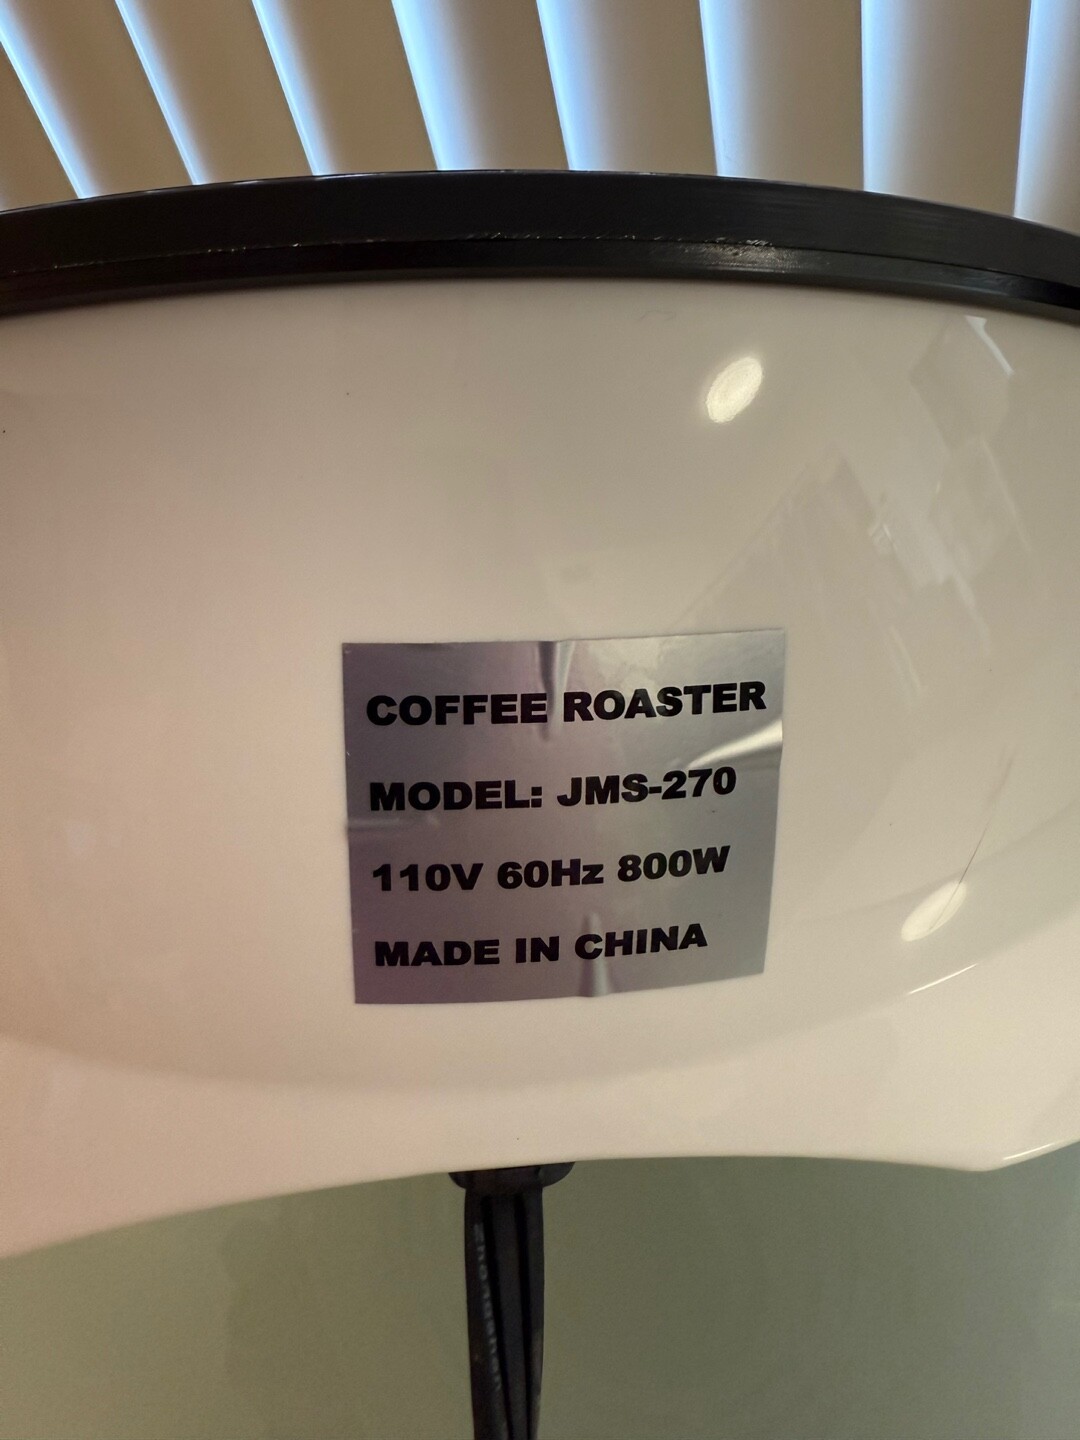 COFFEE ROASTER
MODEL: JMS-270
110V 60Hz 800W
MADE IN CHINA